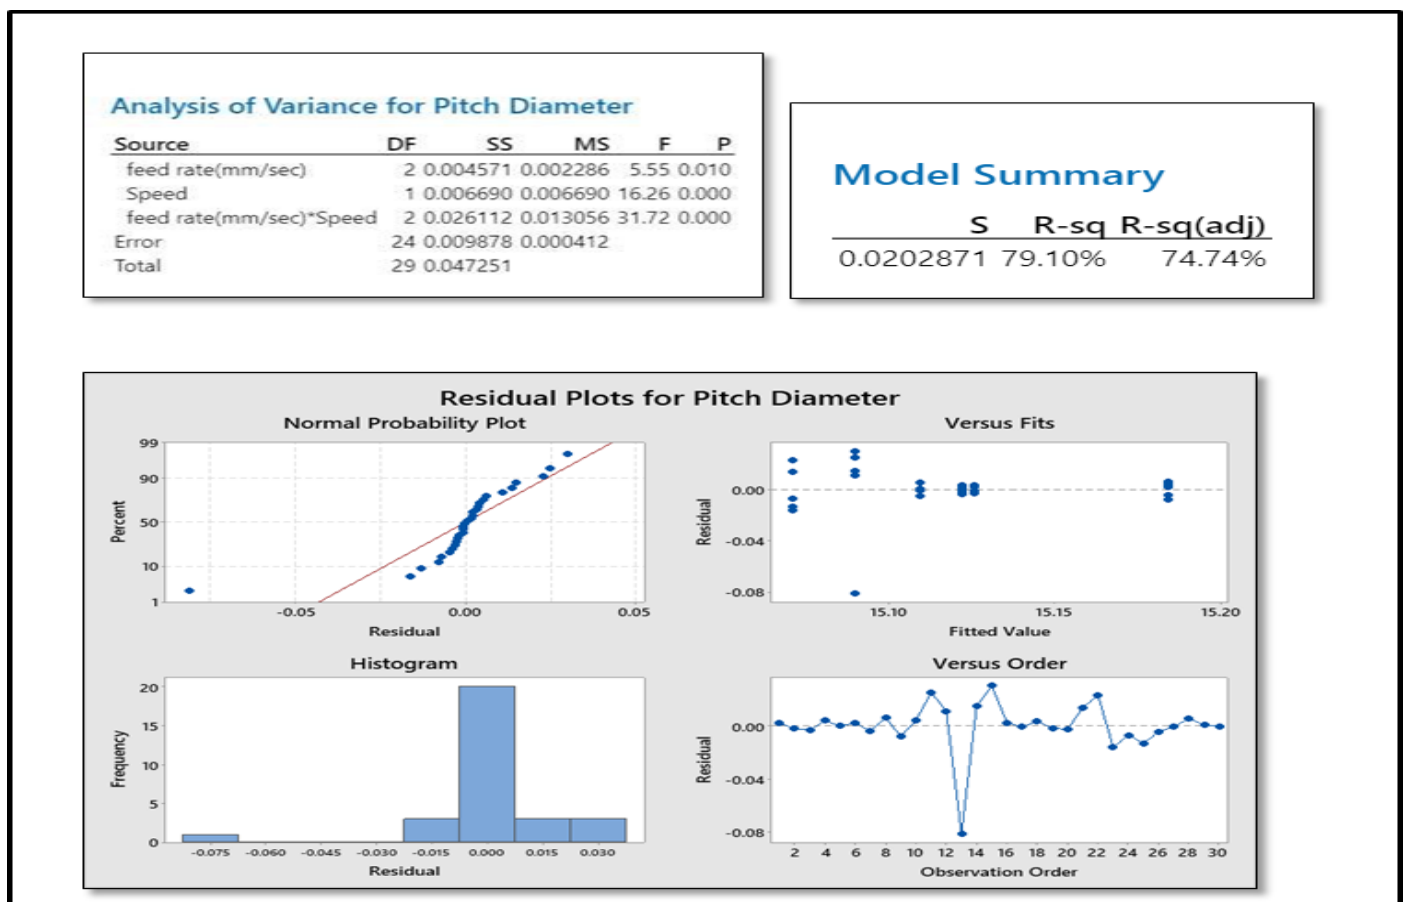 Analysis of Variance for Pitch Diameter
Source DF SS MS F P
feed rate(mm/sec) 2 0.004571 0.002286 5.55 0.010
Speed 1 0.006690 0.006690 16.26 0.000
feed rate(mm/sec)*Speed 2 0.026112 0.013056 31.72 0.000
Error 24 0.009878 0.000412
Total 29 0.047251
Model Summary
S R-sq R-sq(adj)
0.0202871 79.10% 74.74%
Residual Plots for Pitch Diameter
Normal Probability Plot
99
90
50
10
1
Percent
-0.05 0.00 0.05
Residual
Versus Fits
0.00
-0.04
-0.08
Residual
15.10 15.15 15.20
Fitted Value
Histogram
20
15
10
5
0
Frequency
-0.075 -0.060 -0.045 -0.030 -0.015 0.000 0.015 0.030
Residual
Versus Order
0.00
-0.04
-0.08
Residual
2 4 6 8 10 12 14 16 18 20 22 24 26 28 30
Observation Order